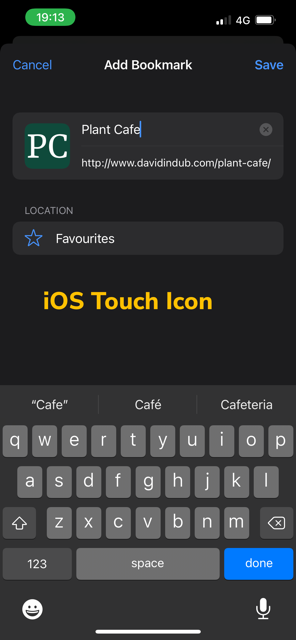 19:13 4G
Cancel Add Bookmark Save
PC
Plant Cafe
http://www.davidindub.com/plant-cafe/
LOCATION
Favourites
iOS Touch Icon
“Cafe” Café Cafeteria
q w e r t y u i o p
a s d f g h j k l
z x c v b n m
123 space done